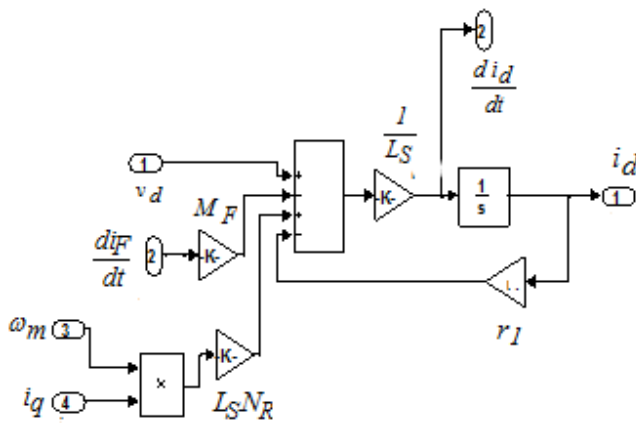 2
d i_d
dt
1
L_S
1
v_d
+
−
+
−
-K-
1
s
i_d
1
M_F
di_F
dt
2
-K-
r_1
ω_m
3
×
-K-
i_q
4
L_S N_R